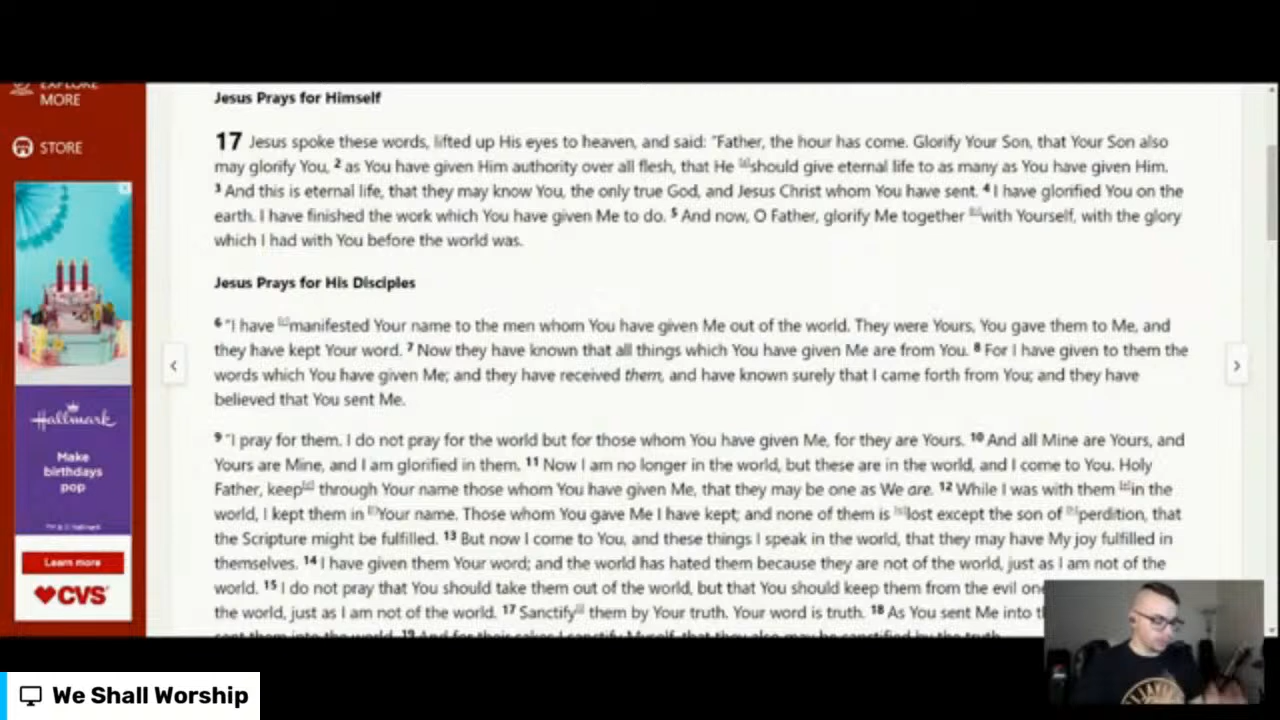 EXPLORE
MORE
STORE
Hallmark
Make
birthdays
pop
Learn more
CVS
Jesus Prays for Himself
17 Jesus spoke these words, lifted up His eyes to heaven, and said: "Father, the hour has come. Glorify Your Son, that Your Son also
may glorify You, 2 as You have given Him authority over all flesh, that He should give eternal life to as many as You have given Him.
3 And this is eternal life, that they may know You, the only true God, and Jesus Christ whom You have sent. 4 I have glorified You on the
earth. I have finished the work which You have given Me to do. 5 And now, O Father, glorify Me together with Yourself, with the glory
which I had with You before the world was.
Jesus Prays for His Disciples
6 "I have manifested Your name to the men whom You have given Me out of the world. They were Yours, You gave them to Me, and
they have kept Your word. 7 Now they have known that all things which You have given Me are from You. 8 For I have given to them the
words which You have given Me; and they have received them, and have known surely that I came forth from You; and they have
believed that You sent Me.
9 "I pray for them. I do not pray for the world but for those whom You have given Me, for they are Yours. 10 And all Mine are Yours, and
Yours are Mine, and I am glorified in them. 11 Now I am no longer in the world, but these are in the world, and I come to You. Holy
Father, keep through Your name those whom You have given Me, that they may be one as We are. 12 While I was with them in the
world, I kept them in Your name. Those whom You gave Me I have kept; and none of them is lost except the son of perdition, that
the Scripture might be fulfilled. 13 But now I come to You, and these things I speak in the world, that they may have My joy fulfilled in
themselves. 14 I have given them Your word; and the world has hated them because they are not of the world, just as I am not of the
world. 15 I do not pray that You should take them out of the world, but that You should keep them from the evil one
the world, just as I am not of the world. 17 Sanctify them by Your truth. Your word is truth. 18 As You sent Me into
sent them into the world. 19 And for their sakes I sanctify Myself, that they also may be sanctified by the truth.
We Shall Worship